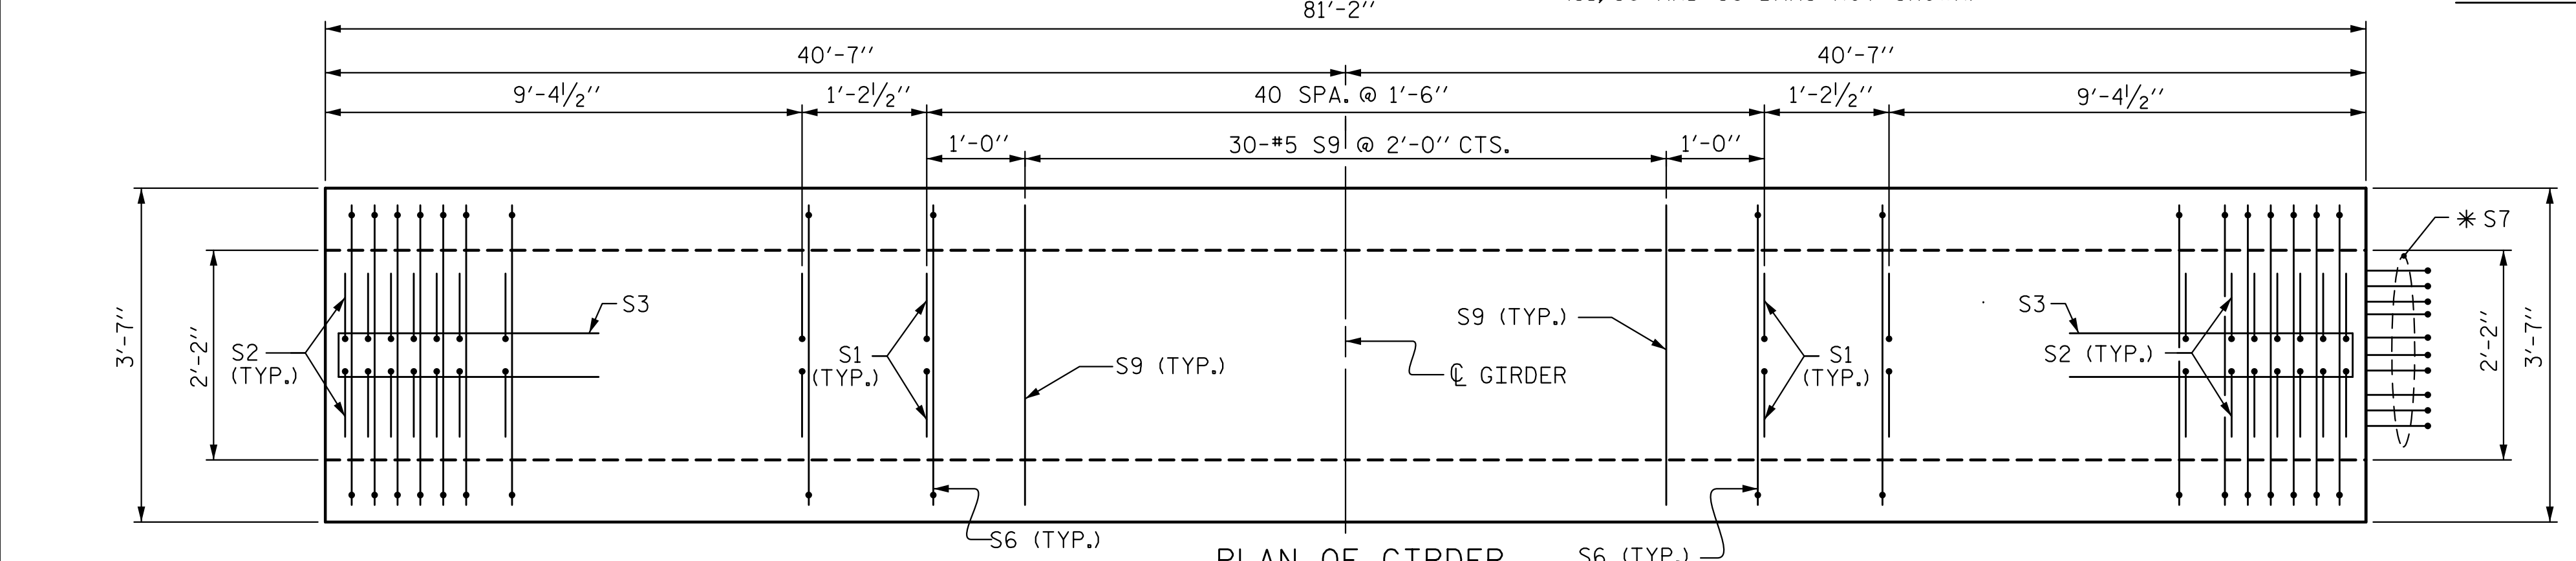 81'-2"
40'-7" 40'-7"
9'-4½" 1'-2½" 40 SPA. @ 1'-6" 1'-2½" 9'-4½"
1'-0" 30-#5 S9 @ 2'-0" CTS. 1'-0"
3'-7"
2'-2"
S2
(TYP.)
S3
S1
(TYP.)
S9 (TYP.)
S6 (TYP.)
℄ GIRDER
S9 (TYP.)
S1
(TYP.)
S6 (TYP.)
S3
S2 (TYP.)
* S7
2'-2"
3'-7"
PLAN OF GIRDER